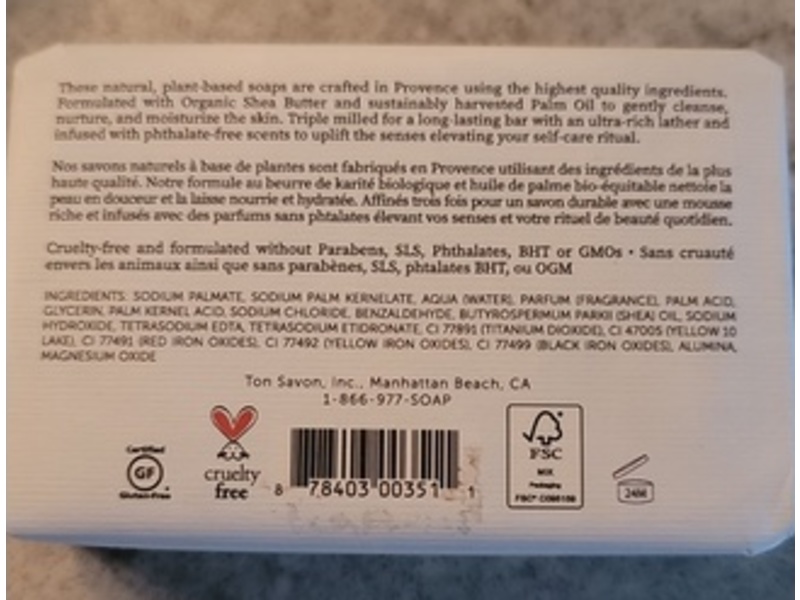 These natural, plant-based soaps are crafted in Provence using the highest quality ingredients.
Formulated with Organic Shea Butter and sustainably harvested Palm Oil to gently cleanse,
nurture, and moisturize the skin. Triple milled for a long-lasting bar with an ultra-rich lather and
infused with phthalate-free scents to uplift the senses elevating your self-care ritual.
Nos savons naturels à base de plantes sont fabriqués en Provence utilisant des ingrédients de la plus
haute qualité. Notre formule au beurre de karité biologique et huile de palme bio-équitable nettoie la
peau en douceur et la laisse nourrie et hydratée. Affinés trois fois pour un savon durable avec une mousse
riche et infusés avec des parfums sans phtalates élevant vos senses et votre rituel de beauté quotidien.
Cruelty-free and formulated without Parabens, SLS, Phthalates, BHT or GMOs • Sans cruauté
envers les animaux ainsi que sans parabènes, SLS, phtalates BHT, ou OGM
INGREDIENTS: SODIUM PALMATE, SODIUM PALM KERNELATE, AQUA (WATER), PARFUM (FRAGRANCE), PALM ACID,
GLYCERIN, PALM KERNEL ACID, SODIUM CHLORIDE, BENZALDEHYDE, BUTYROSPERMUM PARKII (SHEA) OIL, SODIUM
HYDROXIDE, TETRASODIUM EDTA, TETRASODIUM ETIDRONATE, CI 77891 (TITANIUM DIOXIDE), CI 47005 (YELLOW 10
LAKE), CI 77491 (RED IRON OXIDES), CI 77492 (YELLOW IRON OXIDES), CI 77499 (BLACK IRON OXIDES), ALUMINA,
MAGNESIUM OXIDE
Ton Savon, Inc., Manhattan Beach, CA
1-866-977-SOAP
Certified
GF
Gluten-Free
cruelty
free
8 78403 00351 1
FSC
MIX
Packaging
24M